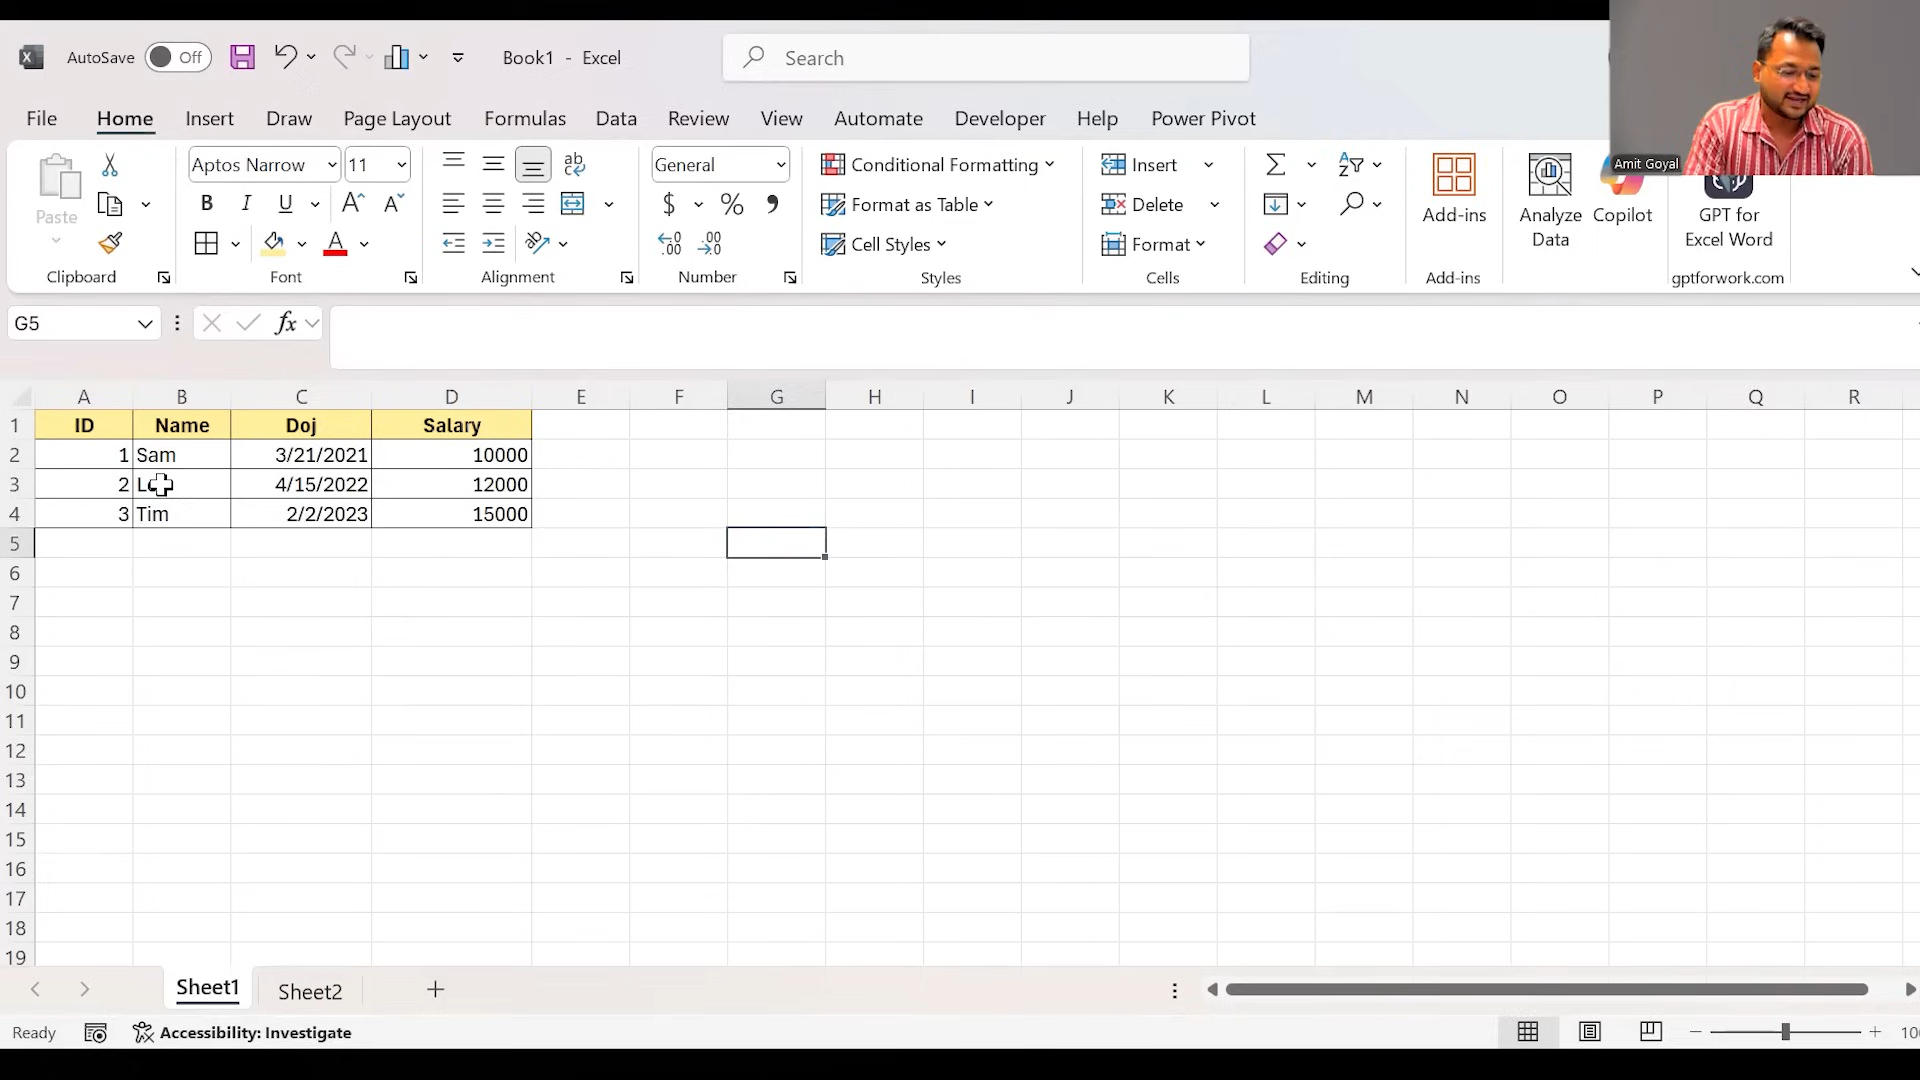 AutoSave Off Book1 - Excel Search
File Home Insert Draw Page Layout Formulas Data Review View Automate Developer Help Power Pivot
Amit Goyal
Paste Aptos Narrow 11 General Conditional Formatting Insert
B I U $ % Format as Table Delete Add-ins Analyze Data Copilot GPT for Excel Word
Cell Styles Format
Clipboard Font Alignment Number Styles Cells Editing Add-ins gptforwork.com
G5 fx
A B C D E F G H I J K L M N O P Q R
1 ID Name Doj Salary
2 1 Sam 3/21/2021 10000
3 2 4/15/2022 12000
4 3 Tim 2/2/2023 15000
5
6
7
8
9
10
11
12
13
14
15
16
17
18
19
Sheet1 Sheet2
Ready Accessibility: Investigate